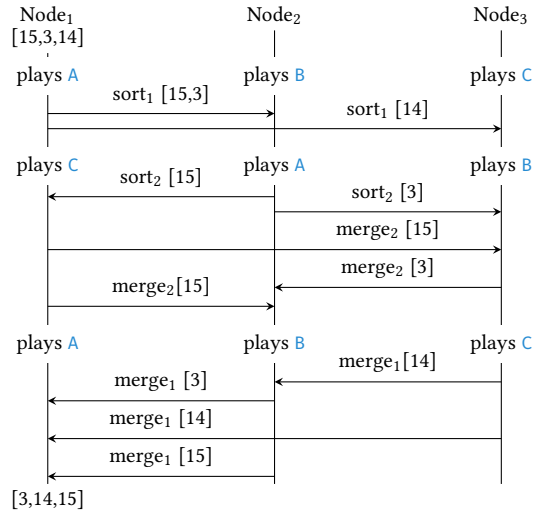 Node₁ Node₂ Node₃
[15,3,14]
plays A plays B plays C
sort₁ [15,3]
sort₁ [14]
plays C plays A plays B
sort₂ [15]
sort₂ [3]
merge₂ [15]
merge₂ [3]
merge₂[15]
plays A plays B plays C
merge₁[14]
merge₁ [3]
merge₁ [14]
merge₁ [15]
[3,14,15]